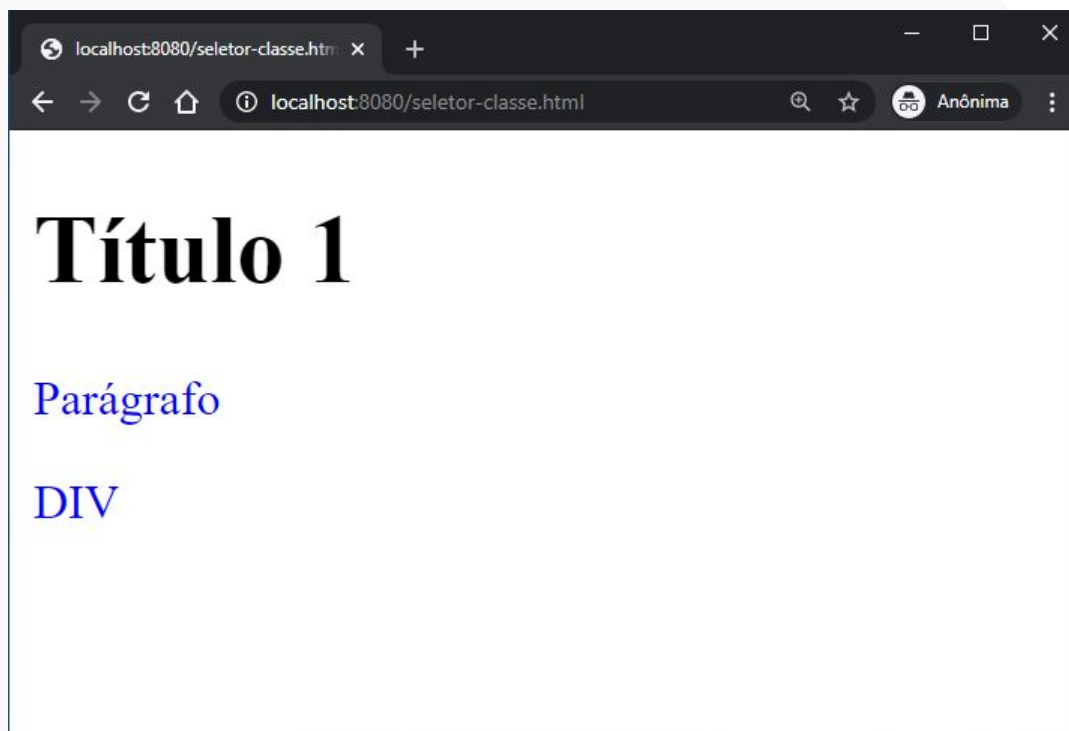 localhost:8080/seletor-classe.htm
localhost:8080/seletor-classe.html
Anônima
Título 1
Parágrafo
DIV